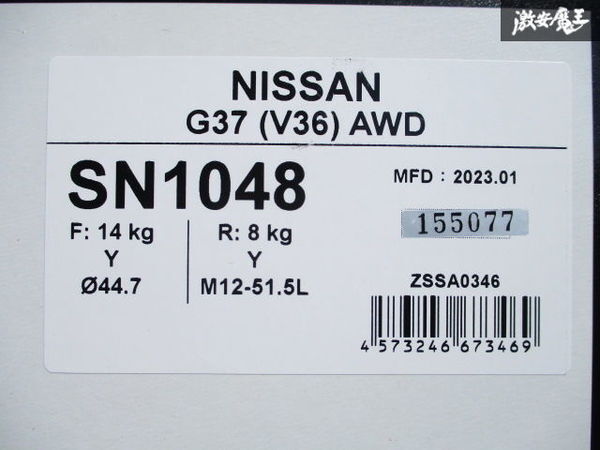 激安魔王
NISSAN
G37 (V36) AWD
SN1048
MFD : 2023.01
155077
F: 14 kg
Y
Ø44.7
R: 8 kg
Y
M12-51.5L
ZSSA0346
4 573246 673469